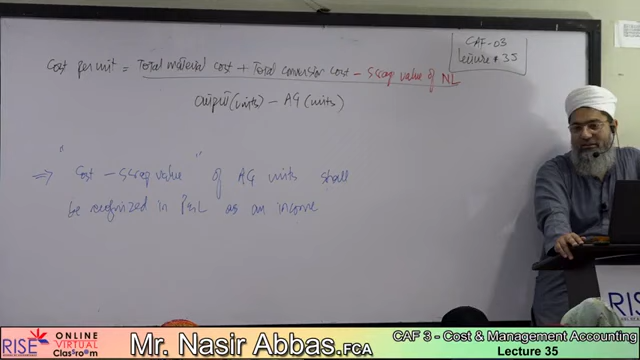 CAF-03
Lecture # 35
Cost per unit = Total material cost + Total conversion cost - Scrap value of NL
Output (units) - AG (units)
⇒ "Cost - Scrap value" of AG units shall
be recognized in PnL as an income
RISE
RISE
ONLINE
VIRTUAL
Classroom
Mr. Nasir Abbas.FCA
CAF 3 - Cost & Management Accounting
Lecture 35